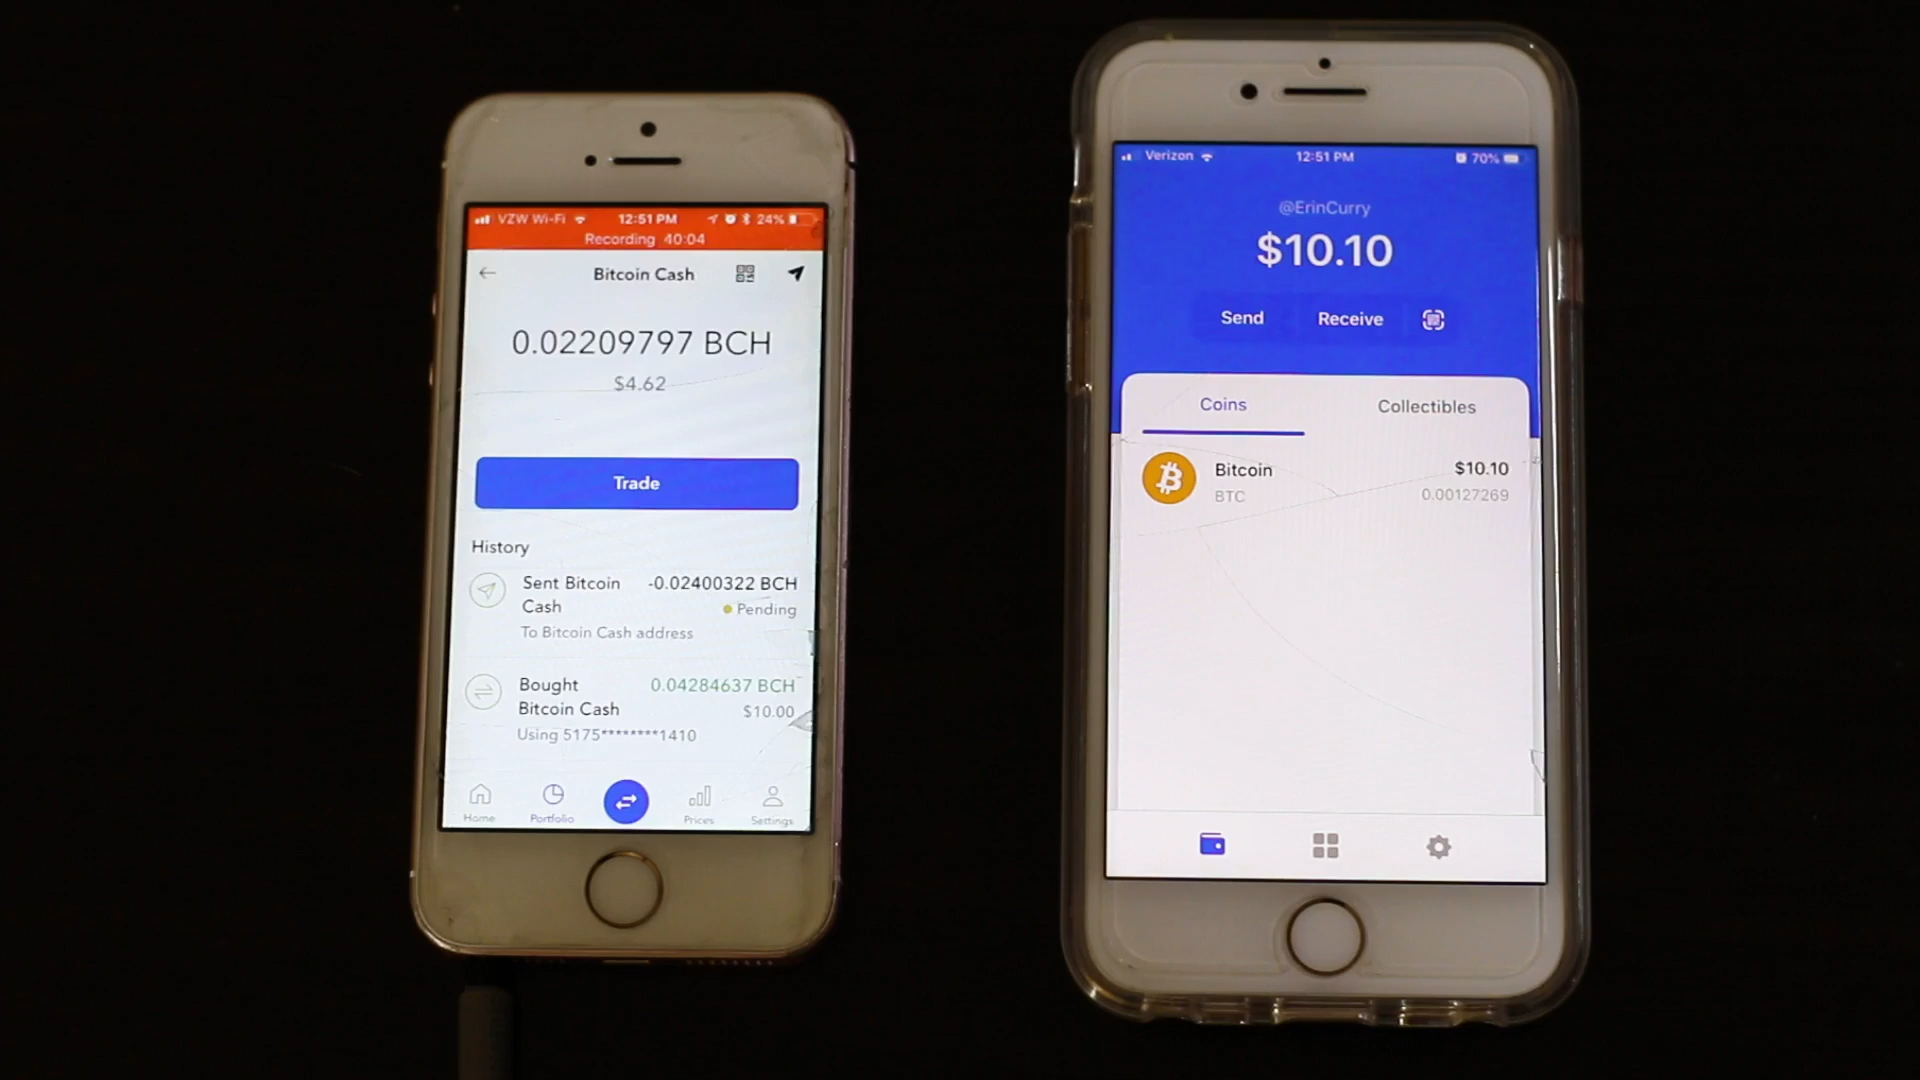 VZW Wi-Fi 12:51 PM 24%
Recording 40:04
Bitcoin Cash
0.02209797 BCH
$4.62
Trade
History
Sent Bitcoin Cash -0.02400322 BCH
Pending
To Bitcoin Cash address
Bought Bitcoin Cash 0.04284637 BCH
$10.00
Using 5175********1410
Home Portfolio Prices Settings
Verizon 12:51 PM 70%
@ErinCurry
$10.10
Send Receive
Coins Collectibles
Bitcoin $10.10
BTC 0.00127269